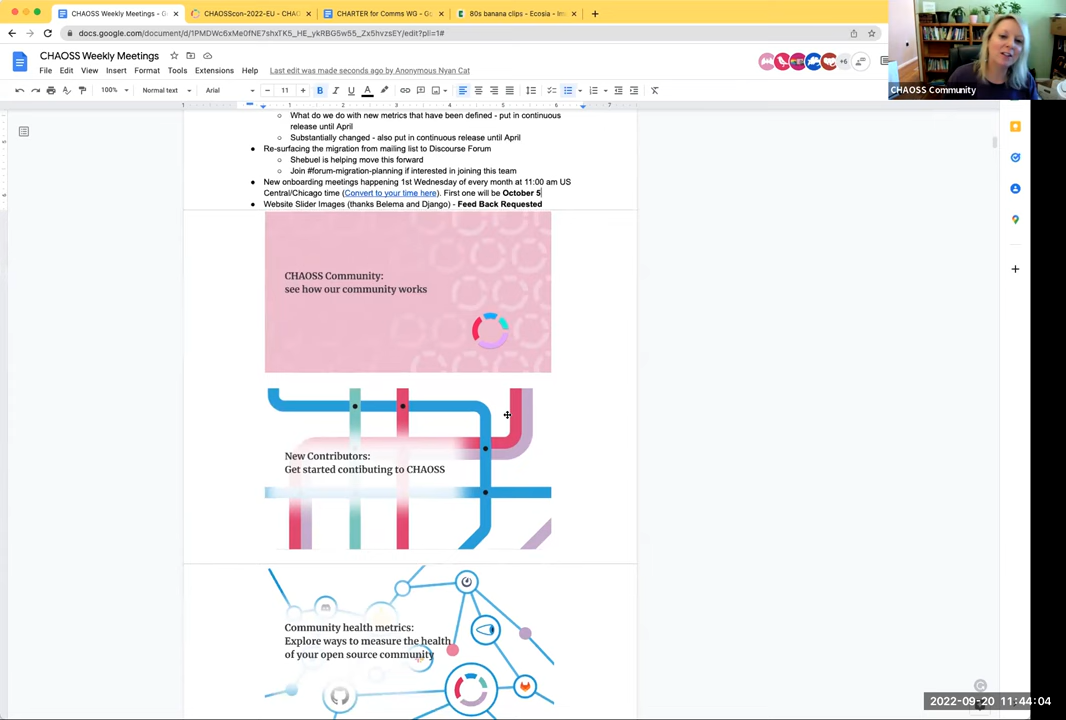 CHAOSS Weekly Meetings - G
CHAOSScon-2022-EU - CHAO
CHARTER for Comms WG - Go
80s banana clips - Ecosia - Im
docs.google.com/document/d/1PMDWc6xMe0fNE7shxTK5_HE_ykRBG5w55_Zx5hvzsEY/edit?pli=1#
CHAOSS Weekly Meetings
File Edit View Insert Format Tools Extensions Help Last edit was made seconds ago by Anonymous Nyan Cat
+6
CHAOSS Community
100% Normal text Arial 11
What do we do with new metrics that have been defined - put in continuous
release until April
Substantially changed - also put in continuous release until April
Re-surfacing the migration from mailing list to Discourse Forum
Shebuel is helping move this forward
Join #forum-migration-planning if interested in joining this team
New onboarding meetings happening 1st Wednesday of every month at 11:00 am US
Central/Chicago time (Convert to your time here). First one will be October 5
Website Slider Images (thanks Belema and Django) - Feed Back Requested
CHAOSS Community:
see how our community works
New Contributors:
Get started contibuting to CHAOSS
Community health metrics:
Explore ways to measure the health
of your open source community
2022-09-20 11:44:04